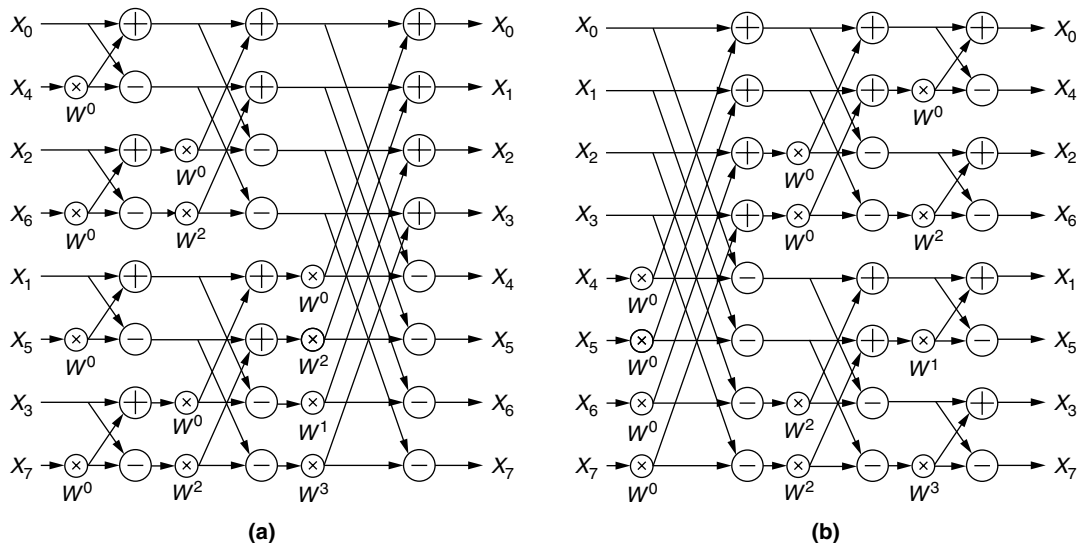 X₀ X₀
X₄ X₁
W⁰
X₂ X₂
W⁰
X₆ X₃
W⁰ W²
X₁ X₄
W⁰
X₅ X₅
W⁰ W²
X₃ X₆
W⁰ W¹
X₇ X₇
W⁰ W² W³
(a)
X₀ X₀
X₁ X₄
W⁰
X₂ X₂
W⁰
X₃ X₆
W⁰ W²
X₄ X₁
W⁰
X₅ X₅
W⁰ W¹
X₆ X₃
W⁰ W²
X₇ X₇
W⁰ W² W³
(b)